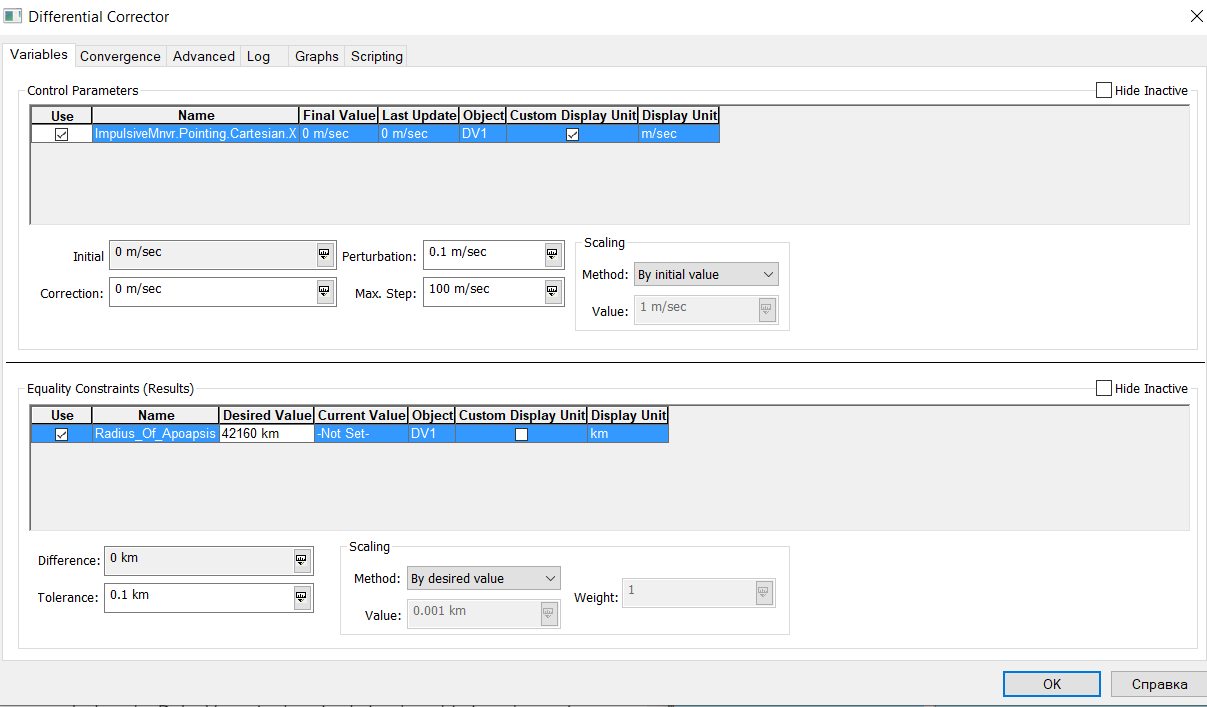 Differential Corrector
Variables Convergence Advanced Log Graphs Scripting
Control Parameters Hide Inactive
Use Name Final Value Last Update Object Custom Display Unit Display Unit
ImpulsiveMnvr.Pointing.Cartesian.X 0 m/sec 0 m/sec DV1 m/sec
Initial 0 m/sec Perturbation: 0.1 m/sec
Correction: 0 m/sec Max. Step: 100 m/sec
Scaling
Method: By initial value
Value: 1 m/sec
Equality Constraints (Results) Hide Inactive
Use Name Desired Value Current Value Object Custom Display Unit Display Unit
Radius_Of_Apoapsis 42160 km -Not Set- DV1 km
Difference: 0 km
Tolerance: 0.1 km
Scaling
Method: By desired value
Value: 0.001 km
Weight: 1
OK Справка